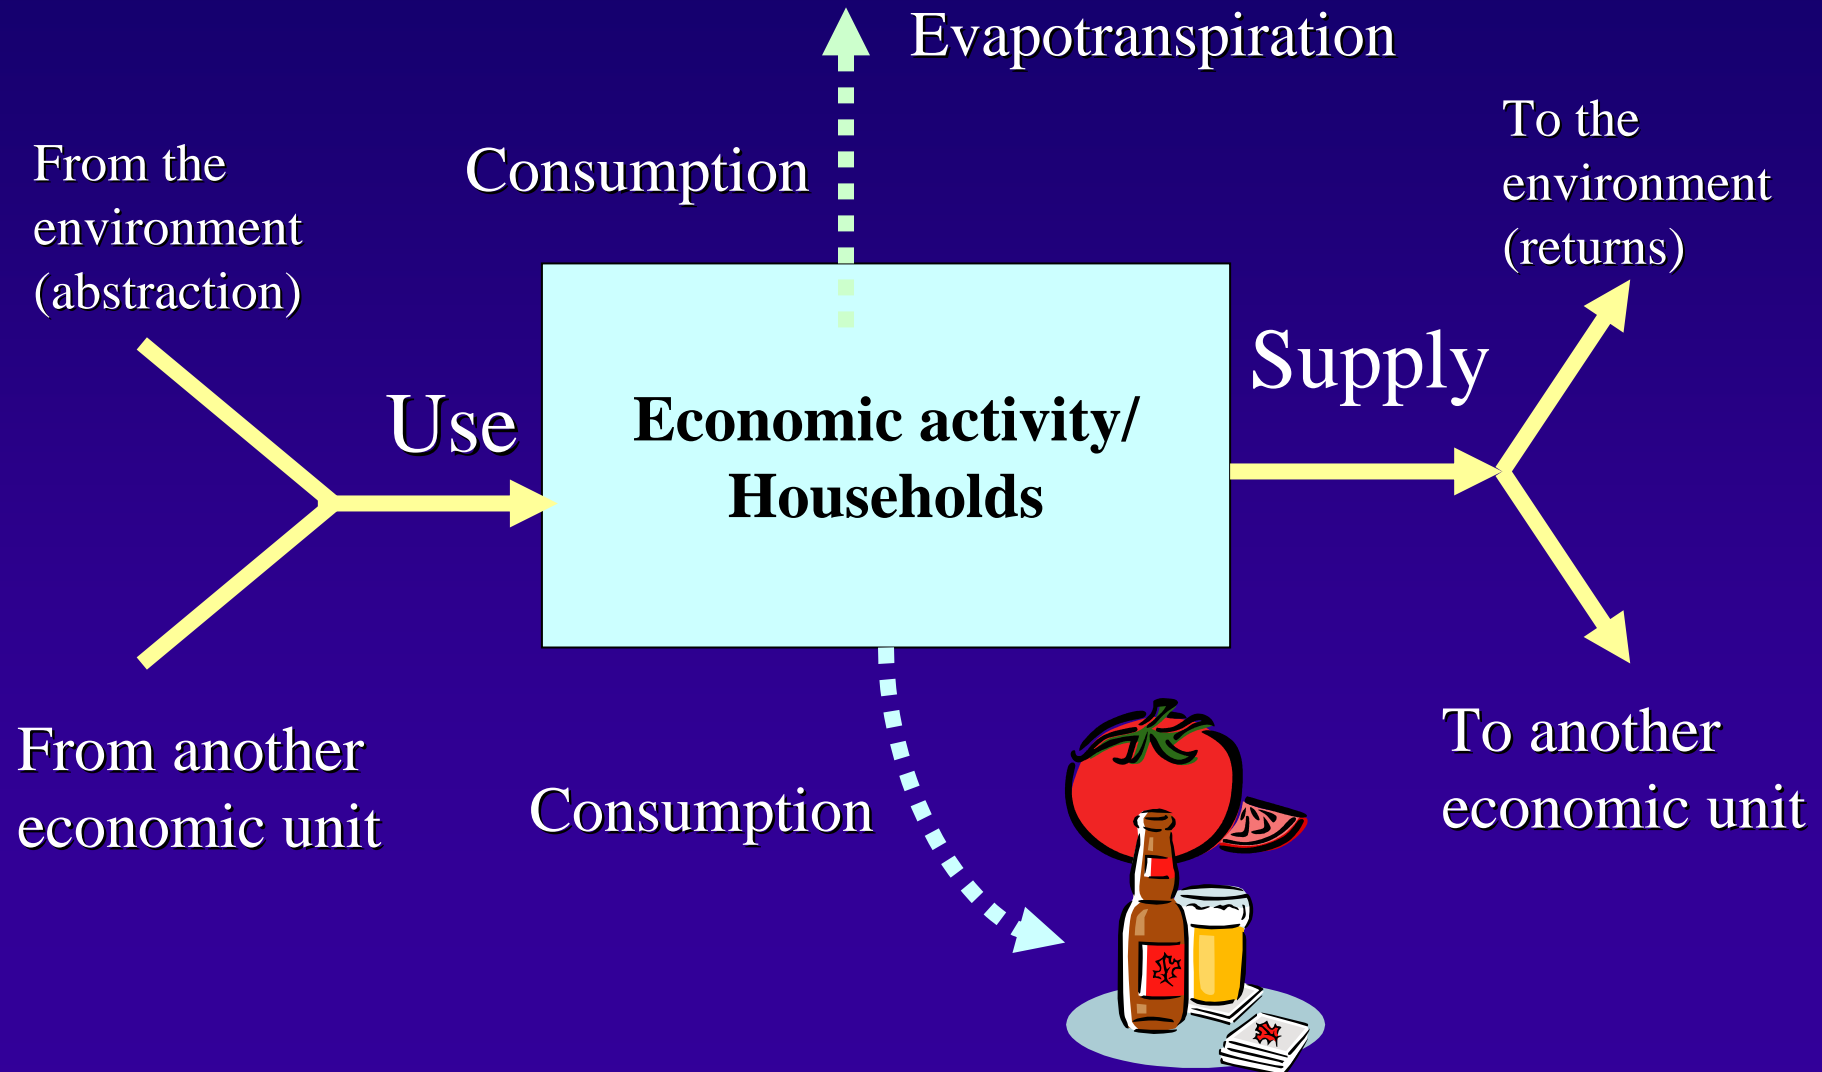 Evapotranspiration
From the
environment
(abstraction)
Consumption
To the
environment
(returns)
Use
Economic activity/
Households
Supply
From another
economic unit
Consumption
To another
economic unit